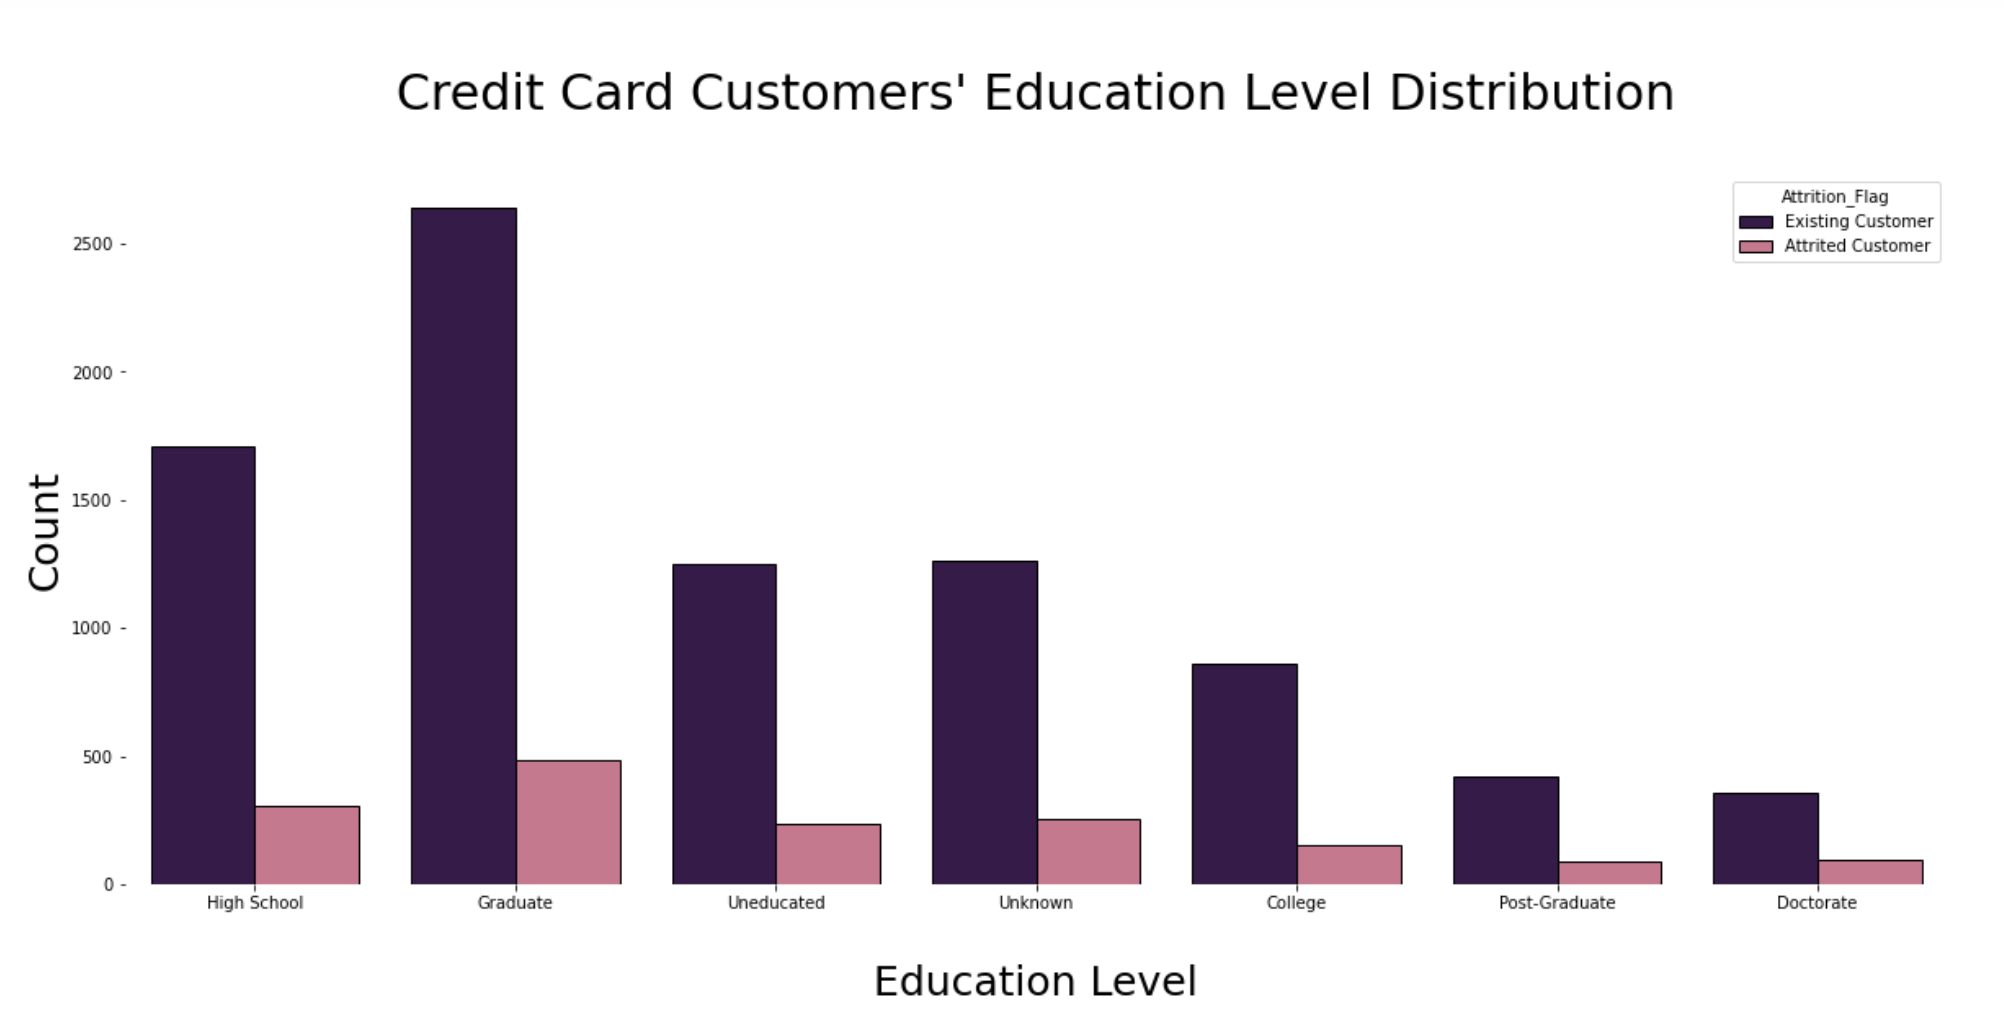 Credit Card Customers' Education Level Distribution
Attrition_Flag
Existing Customer
Attrited Customer
Count
2500
2000
1500
1000
500
0
High School Graduate Uneducated Unknown College Post-Graduate Doctorate
Education Level